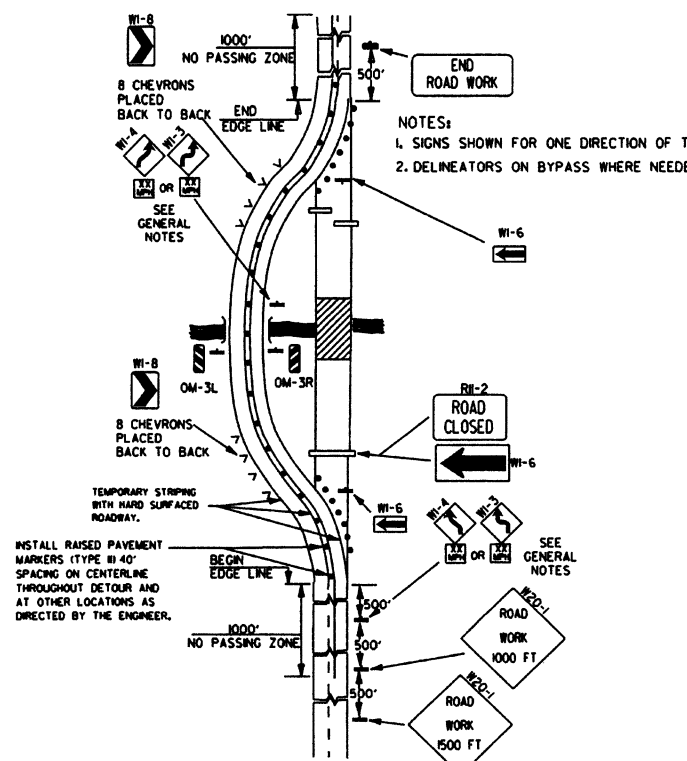 W1-8
1000'
NO PASSING ZONE
500'
END
ROAD WORK
8 CHEVRONS
PLACED
BACK TO BACK
END
EDGE LINE
NOTES:
1. SIGNS SHOWN FOR ONE DIRECTION OF T
2. DELINEATORS ON BYPASS WHERE NEEDE
W1-4
W1-3
XX
MPH
OR
XX
MPH
SEE
GENERAL
NOTES
W1-6
W1-8
OM-3L
OM-3R
R11-2
ROAD
CLOSED
W1-6
8 CHEVRONS
PLACED
BACK TO BACK
TEMPORARY STRIPING
WITH HARD SURFACED
ROADWAY.
W1-6
W1-4
W1-3
XX
MPH
OR
XX
MPH
SEE
GENERAL
NOTES
INSTALL RAISED PAVEMENT
MARKERS (TYPE II) 40'
SPACING ON CENTERLINE
THROUGHOUT DETOUR AND
AT OTHER LOCATIONS AS
DIRECTED BY THE ENGINEER.
BEGIN
EDGE LINE
500'
1000'
NO PASSING ZONE
500'
W20-1
ROAD
WORK
1000 FT
500'
W20-1
ROAD
WORK
1500 FT